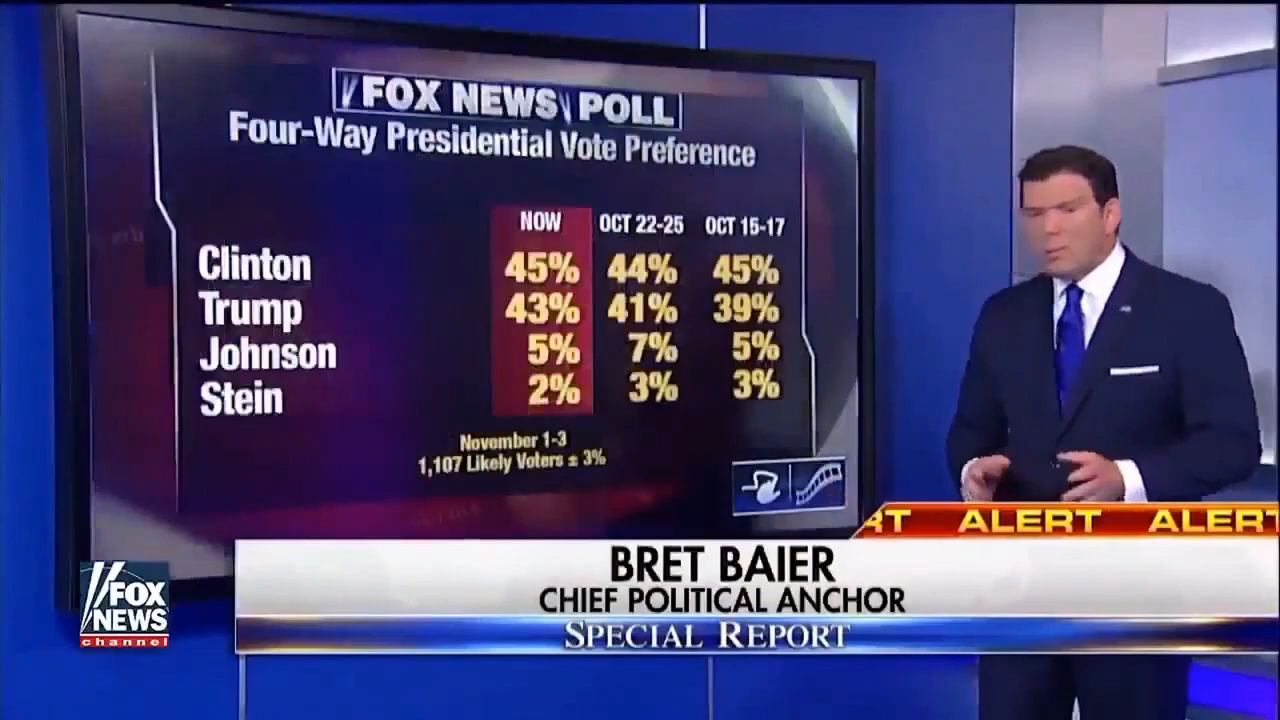 FOX NEWS POLL
Four-Way Presidential Vote Preference
NOW OCT 22-25 OCT 15-17
Clinton 45% 44% 45%
Trump 43% 41% 39%
Johnson 5% 7% 5%
Stein 2% 3% 3%
November 1-3
1,107 Likely Voters ± 3%
RT ALERT ALERT
BRET BAIER
CHIEF POLITICAL ANCHOR
SPECIAL REPORT
FOX
NEWS
channel